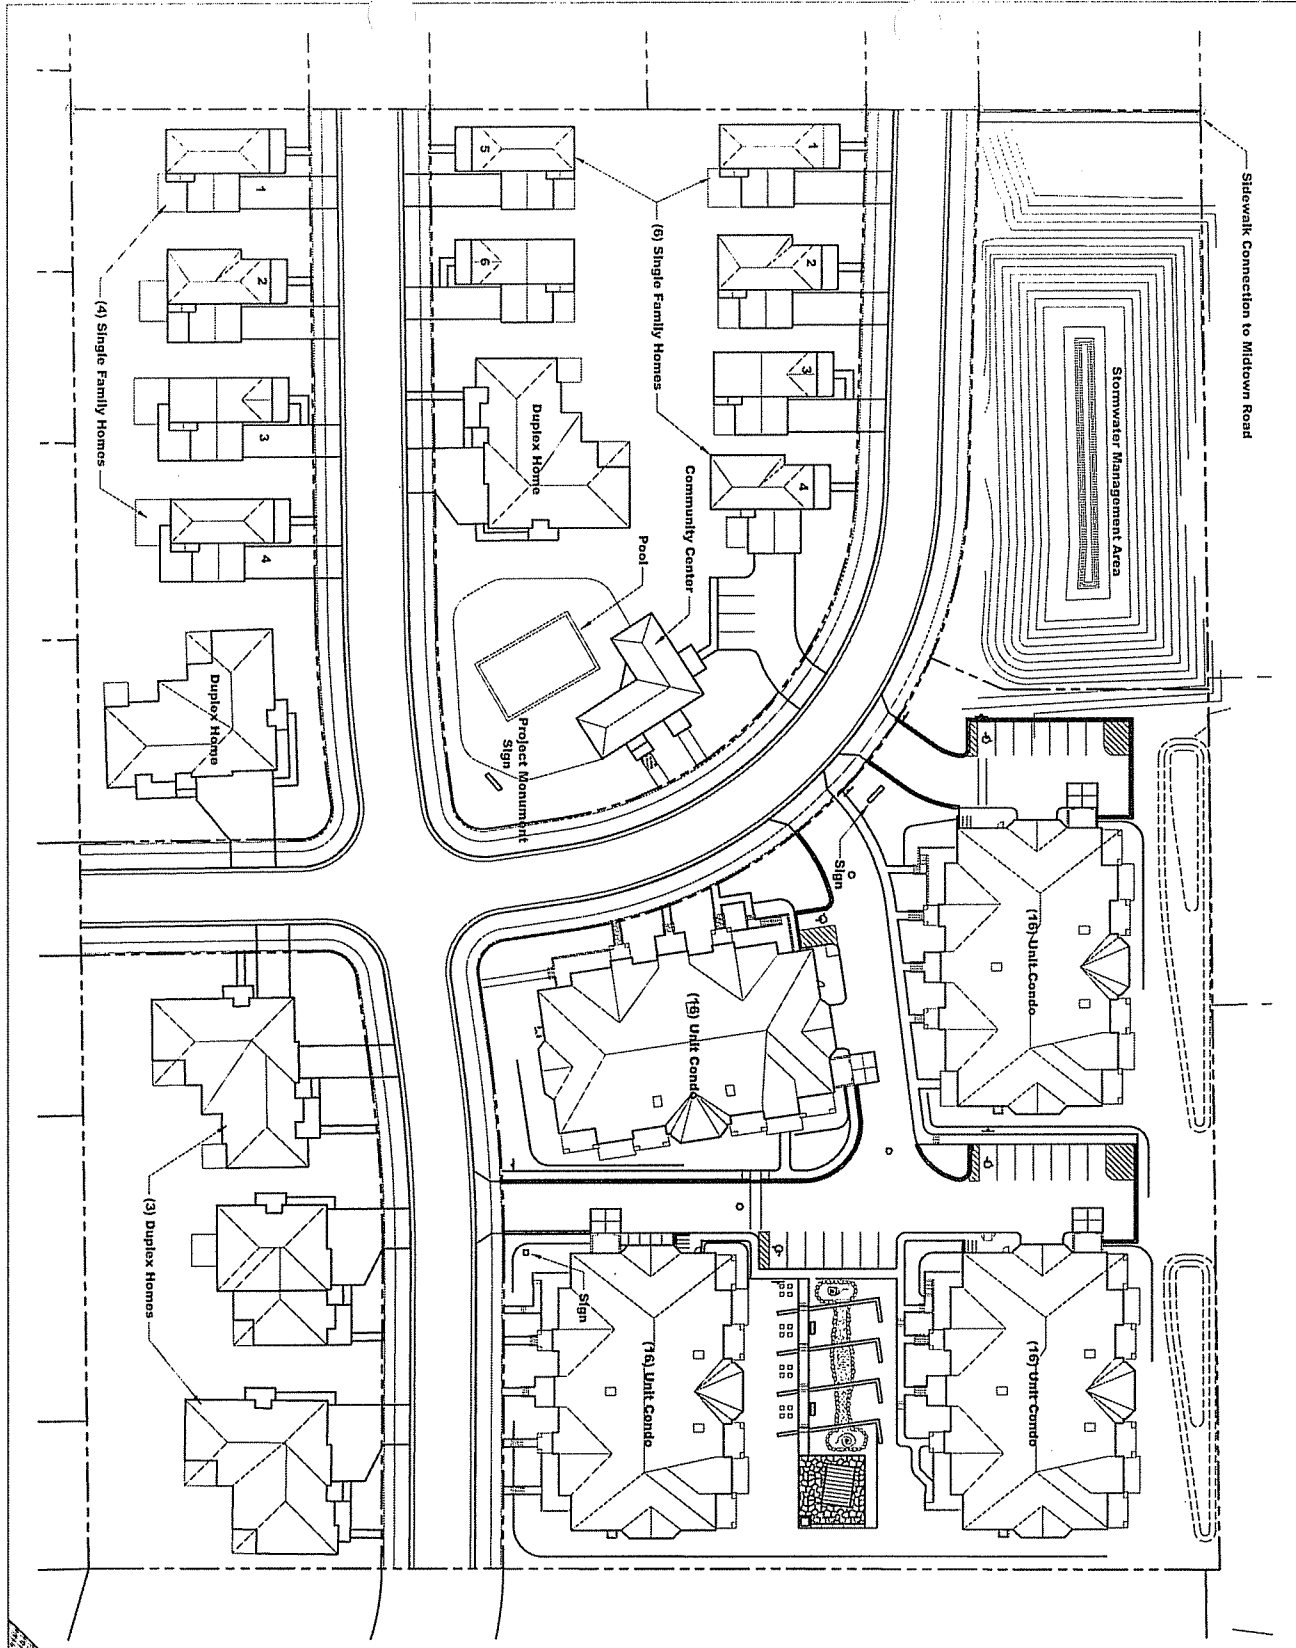 Sidewalk Connection to Midtown Road
Stormwater Management Area
1
2
3
4
(6) Single Family Homes
5
6
Duplex Home
Community Center
Pool
Project Monument
Sign
1
2
3
4
(4) Single Family Homes
Duplex Home
Sign
(16) Unit Condo
(16) Unit Condo
(16) Unit Condo
(16) Unit Condo
Sign
(3) Duplex Homes